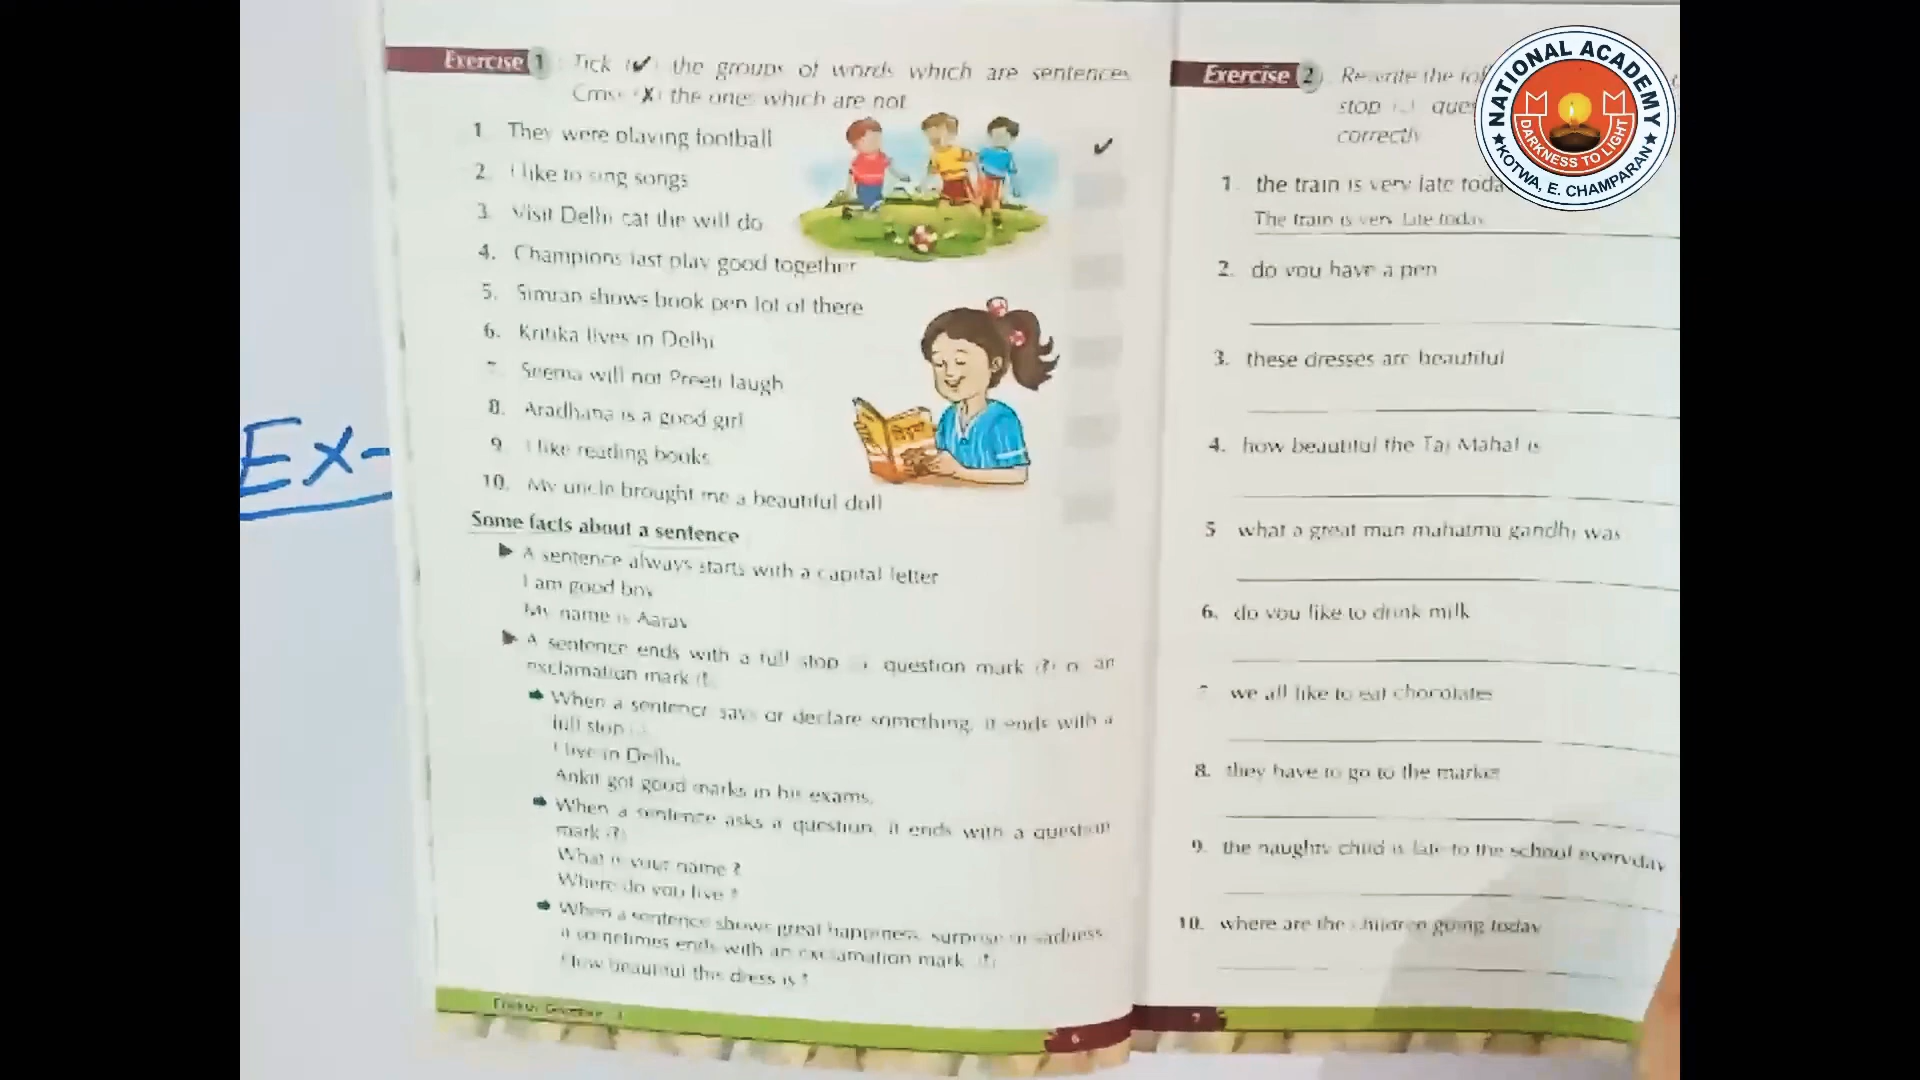 Exercise 1 Tick (✔) the groups of words which are sentences
Cross (✗) the ones which are not
1. They were playing football ✔
2. I like to sing songs
3. Visit Delhi cat the will do
4. Champions last play good together
5. Simran shows book pen lot of there
6. Kritika lives in Delhi
7. Seema will not Preeti laugh
8. Aradhana is a good girl
9. I like reading books
10. My uncle brought me a beautiful doll
Some facts about a sentence
A sentence always starts with a capital letter
I am good boy
My name is Aarav
A sentence ends with a full stop (.) question mark (?) or an
exclamation mark (!)
When a sentence says or declare something, it ends with a
full stop (.)
I live in Delhi.
Ankit got good marks in his exams.
When a sentence asks a question, it ends with a question
mark (?)
What is your name ?
Where do you live ?
When a sentence shows great happiness, surprise or sadness
it sometimes ends with an exclamation mark (!)
How beautiful this dress is !
6
EX-
Exercise 2 Rewrite the
stop (.)
correctly
1. the train is very late
The train is very late today
2. do you have a pen
3. these dresses are beautiful
4. how beautiful the Taj Mahal is
5 what a great man mahatma gandhi was
6. do you like to drink milk
7 we all like to eat chocolates
8. they have to go to the market
9. the naughty child is late to the school everyday
10. where are the children going today
7
NATIONAL ACADEMY
DARKNESS TO LIGHT
KOTWA, E. CHAMPARAN